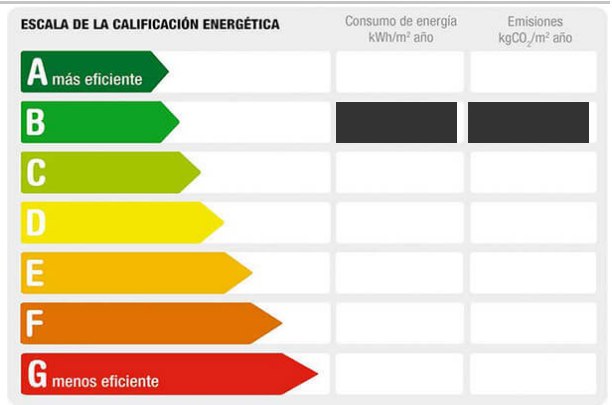 ESCALA DE LA CALIFICACIÓN ENERGÉTICA
Consumo de energía
kWh/m² año
Emisiones
kgCO₂/m² año
A más eficiente
B
C
D
E
F
G menos eficiente